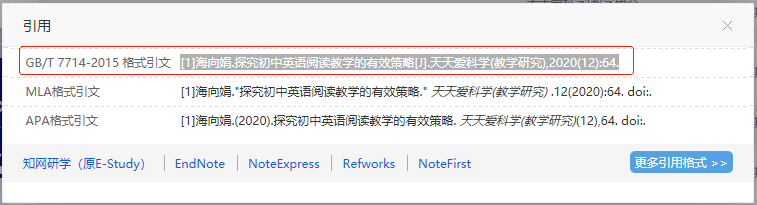 引用
GB/T 7714-2015 格式引文 [1]海向娟.探究初中英语阅读教学的有效策略[J].天天爱科学(教学研究),2020(12):64.
MLA格式引文 [1]海向娟."探究初中英语阅读教学的有效策略." 天天爱科学(教学研究) .12(2020):64. doi:.
APA格式引文 [1]海向娟.(2020).探究初中英语阅读教学的有效策略. 天天爱科学(教学研究)(12),64. doi:.
知网研学（原E-Study） EndNote NoteExpress Refworks NoteFirst 更多引用格式 >>